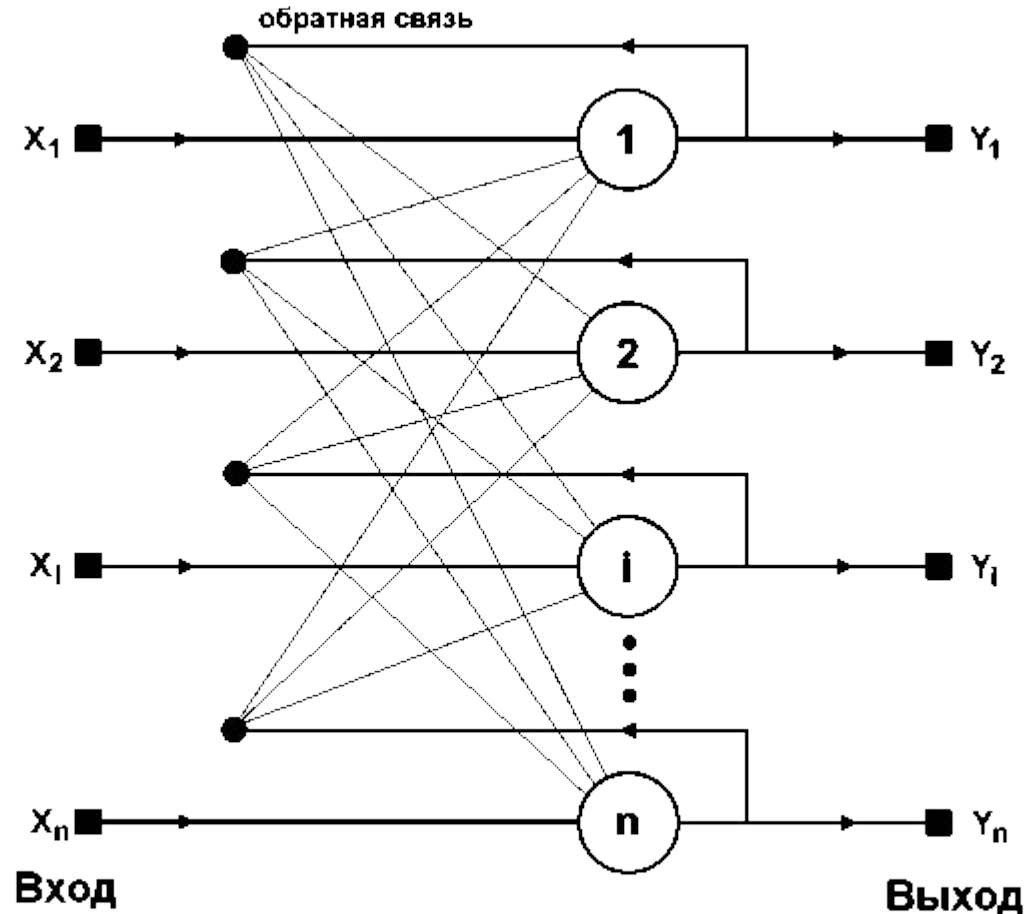 обратная связь
X1 1 Y1
X2 2 Y2
Xi i Yi
Xn n Yn
Вход Выход